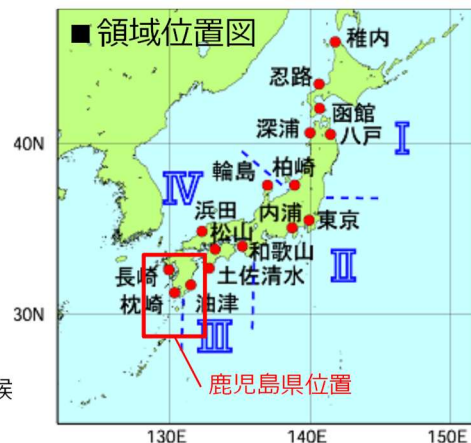 ■領域位置図
稚内
忍路
函館
深浦
八戸
40N
I
輪島
柏崎
IV
浜田
内浦
東京
松山
和歌山
II
長崎
土佐清水
枕崎
油津
30N
III
候
鹿児島県位置
130E
140E
150E